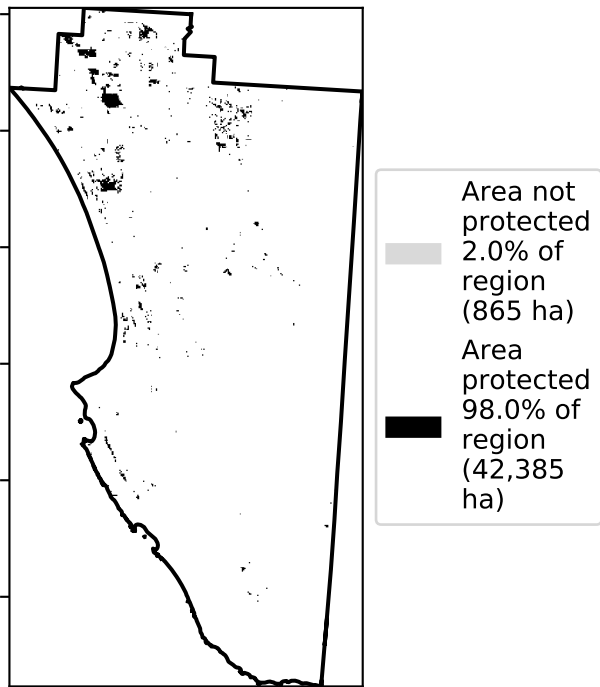 Area not
protected
2.0% of
region
(865 ha)
Area
protected
98.0% of
region
(42,385
ha)